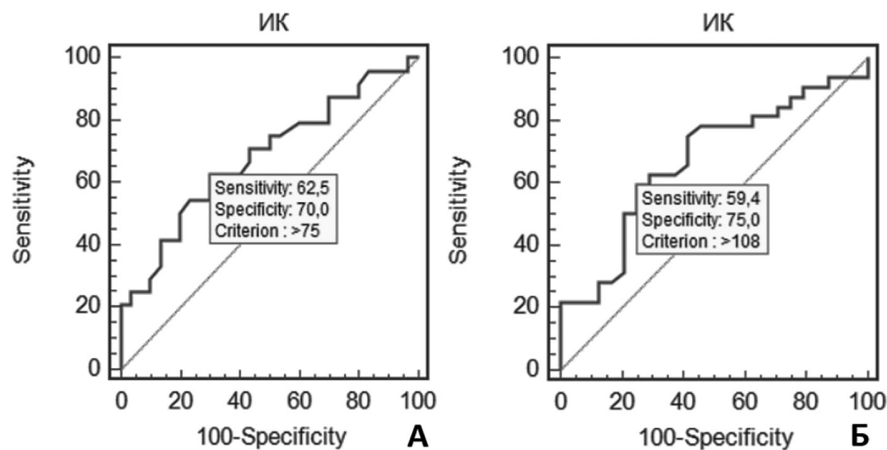 ИК
100
80
60
40
20
0
Sensitivity
Sensitivity: 62,5
Specificity: 70,0
Criterion : >75
0 20 40 60 80 100
100-Specificity
А
ИК
100
80
60
40
20
0
Sensitivity
Sensitivity: 59,4
Specificity: 75,0
Criterion : >108
0 20 40 60 80 100
100-Specificity
Б